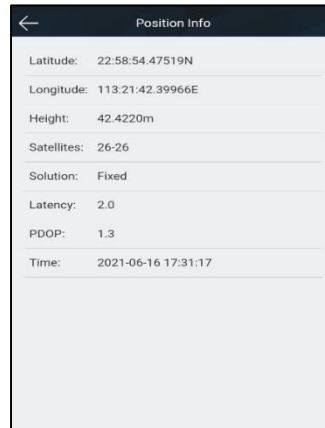 Position Info
Latitude: 22:58:54.47519N
Longitude: 113:21:42.39966E
Height: 42.4220m
Satellites: 26-26
Solution: Fixed
Latency: 2.0
PDOP: 1.3
Time: 2021-06-16 17:31:17